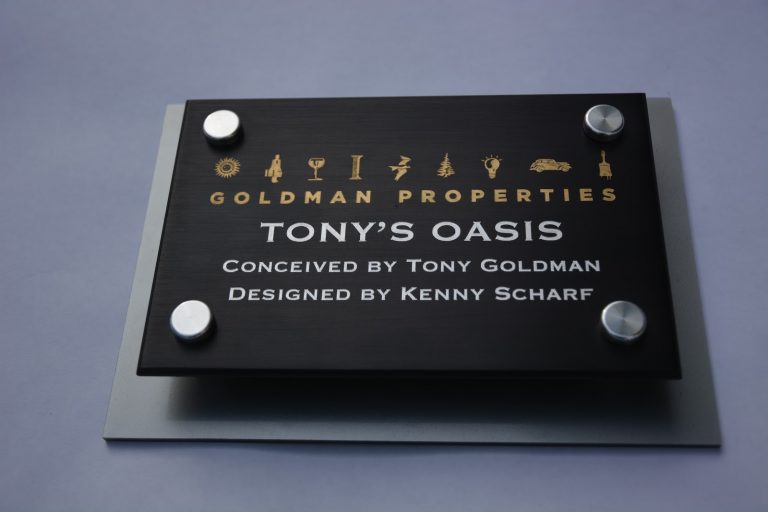 GOLDMAN PROPERTIES
TONY'S OASIS
CONCEIVED BY TONY GOLDMAN
DESIGNED BY KENNY SCHARF